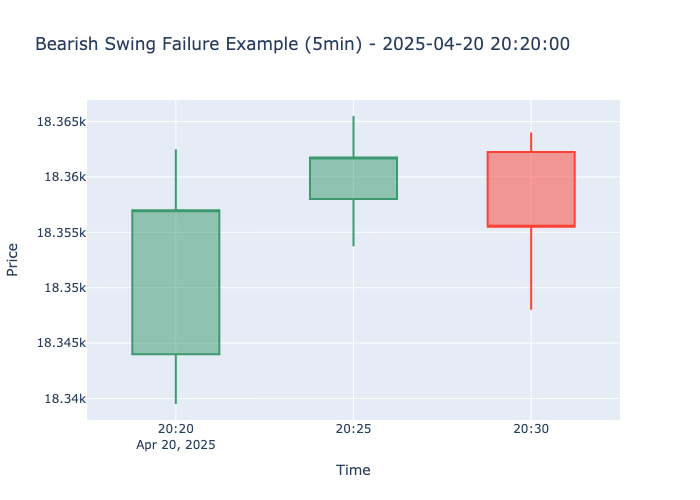 Bearish Swing Failure Example (5min) - 2025-04-20 20:20:00
18.365k
18.36k
18.355k
18.35k
18.345k
18.34k
Price
20:20
Apr 20, 2025
20:25
20:30
Time